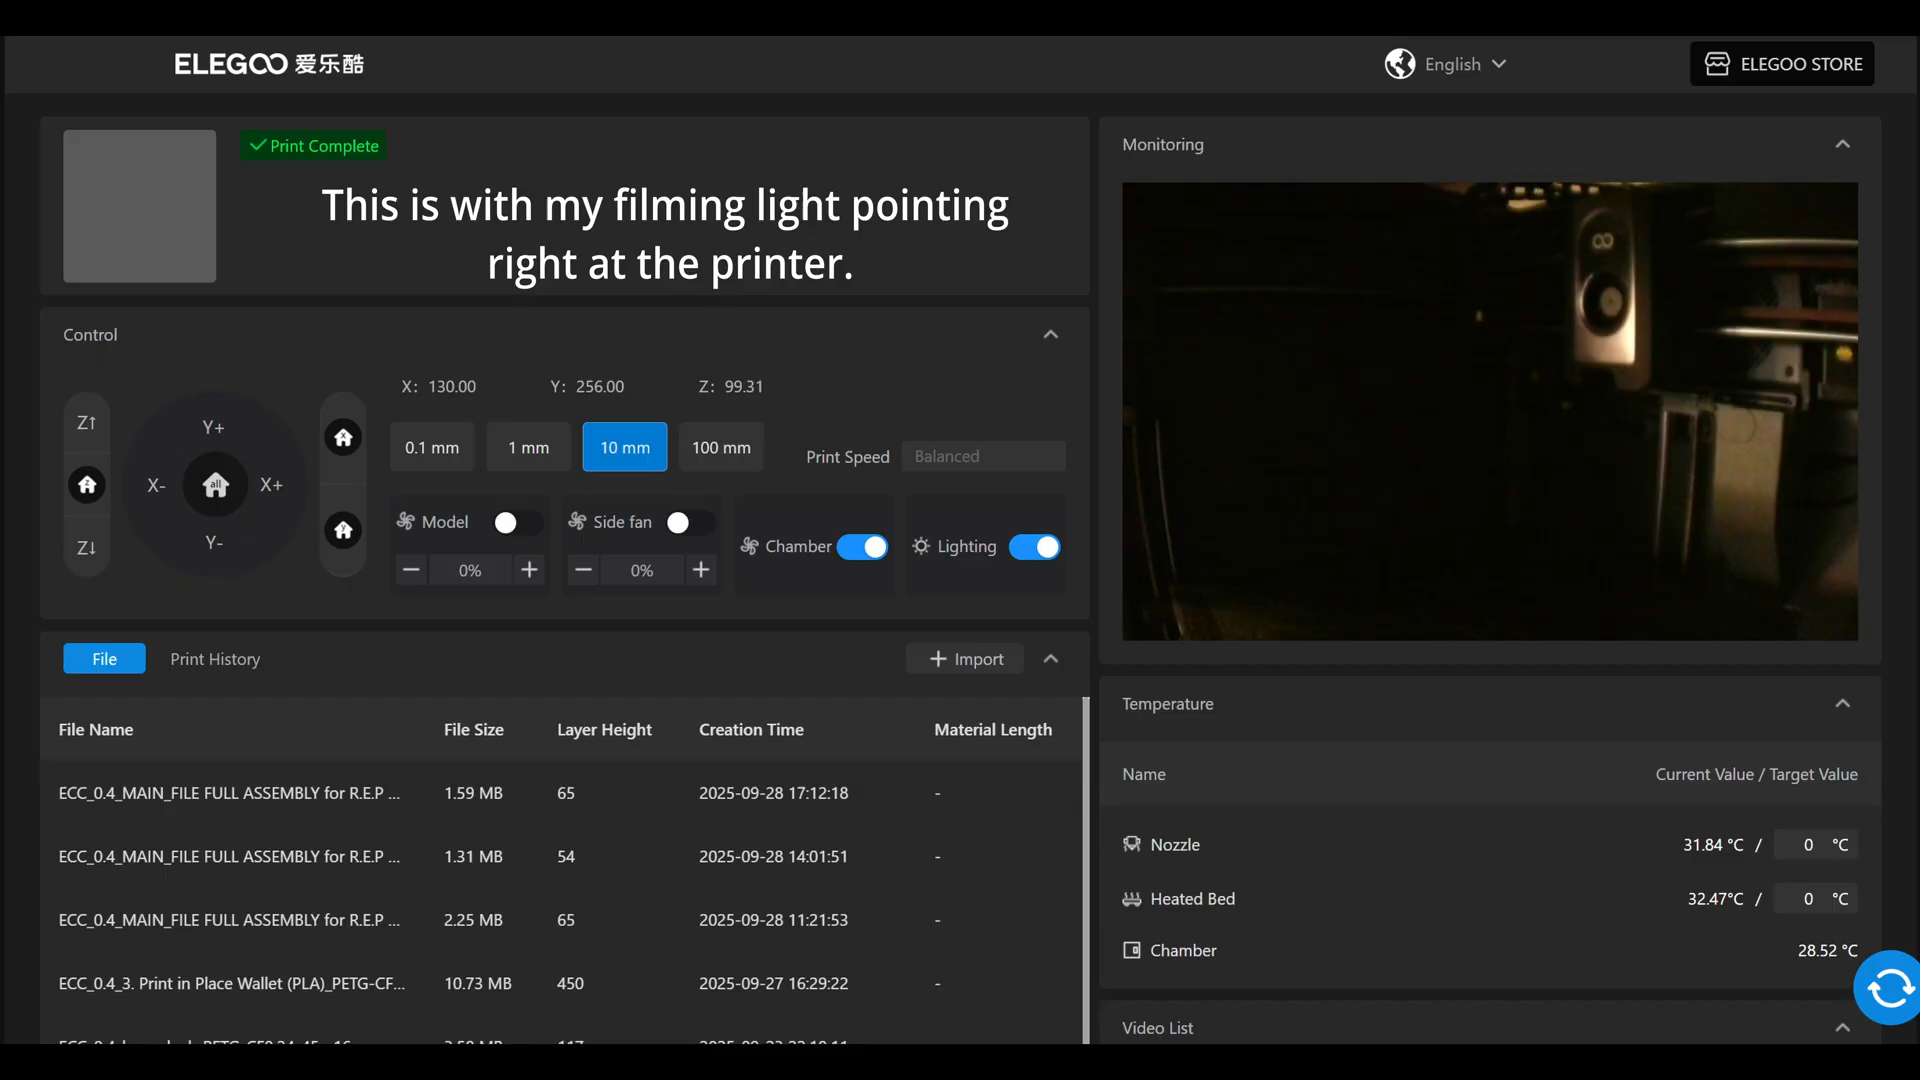 ELEGOO 爱乐酷
English
ELEGOO STORE
Print Complete
This is with my filming light pointing
right at the printer.
Control
Z↑
Z
Z↓
Y+
X-
all
X+
Y-
X
Y
X: 130.00 Y: 256.00 Z: 99.31
0.1 mm 1 mm 10 mm 100 mm
Print Speed Balanced
Model
0%
Side fan
0%
Chamber
Lighting
File Print History Import
File Name File Size Layer Height Creation Time Material Length
ECC_0.4_MAIN_FILE FULL ASSEMBLY for R.E.P ... 1.59 MB 65 2025-09-28 17:12:18 -
ECC_0.4_MAIN_FILE FULL ASSEMBLY for R.E.P ... 1.31 MB 54 2025-09-28 14:01:51 -
ECC_0.4_MAIN_FILE FULL ASSEMBLY for R.E.P ... 2.25 MB 65 2025-09-28 11:21:53 -
ECC_0.4_3. Print in Place Wallet (PLA)_PETG-CF... 10.73 MB 450 2025-09-27 16:29:22 -
Monitoring
Temperature
Name Current Value / Target Value
Nozzle 31.84 °C / 0 °C
Heated Bed 32.47°C / 0 °C
Chamber 28.52 °C
Video List